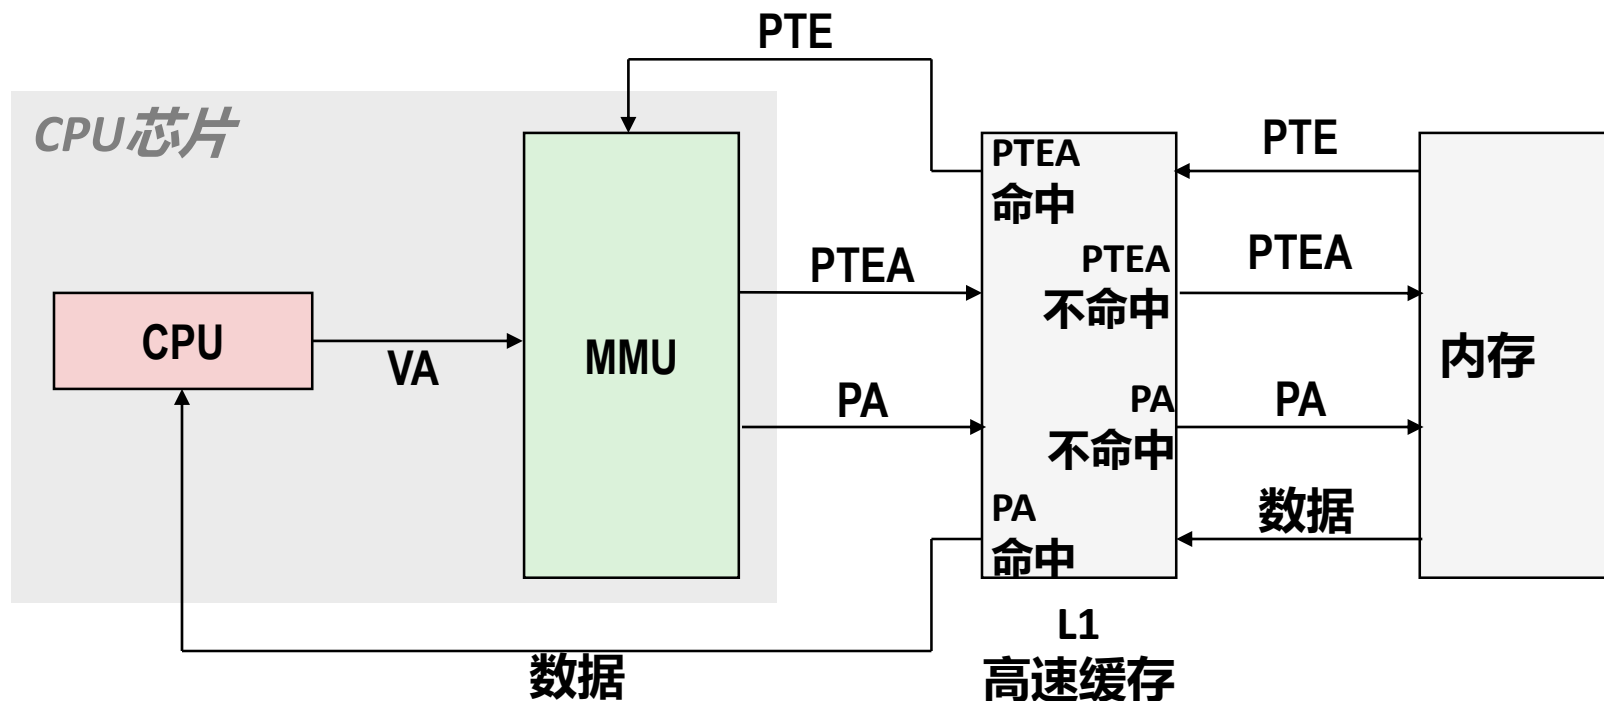 PTE
CPU芯片
PTEA
命中
PTE
PTEA
PTEA
不命中
PTEA
CPU
VA
MMU
内存
PA
PA
不命中
PA
PA
命中
数据
数据
L1
高速缓存